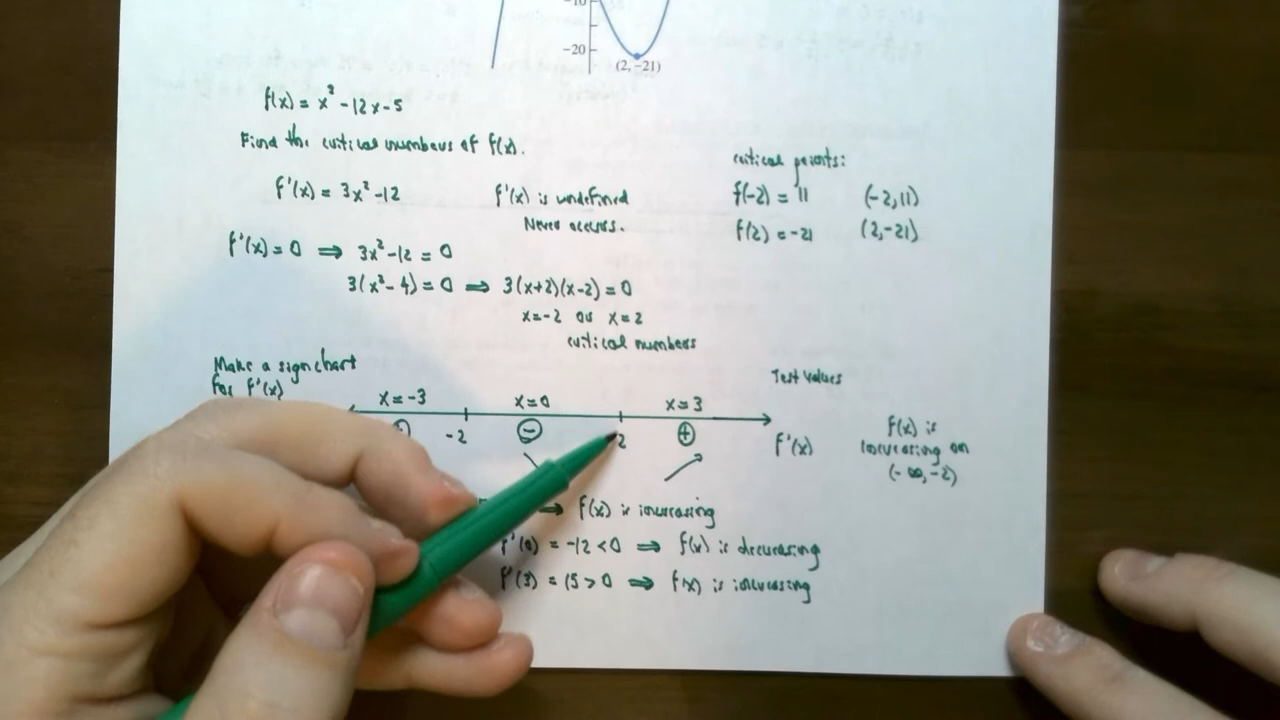 -10
-20
(2,-21)
f(x) = x³ -12x-5
Find the critical numbers of f(x).
f'(x) = 3x² -12
f'(x) is undefined
Never occurs.
f'(x) = 0 ⟹ 3x²-12 = 0
3(x²-4) = 0 ⟹ 3(x+2)(x-2) = 0
x=-2 or x=2
critical numbers
critical points:
f(-2) = 11 (-2,11)
f(2) = -21 (2,-21)
Make a sign chart
for f'(x)
Test values
x=-3 x=0 x=3
-2 ⊖ 2 ⊕ f'(x)
f(x) is
increasing on
(-∞,-2)
⟹ f(x) is increasing
f'(0) = -12 < 0 ⟹ f(x) is decreasing
f'(3) = 15 > 0 ⟹ f(x) is increasing